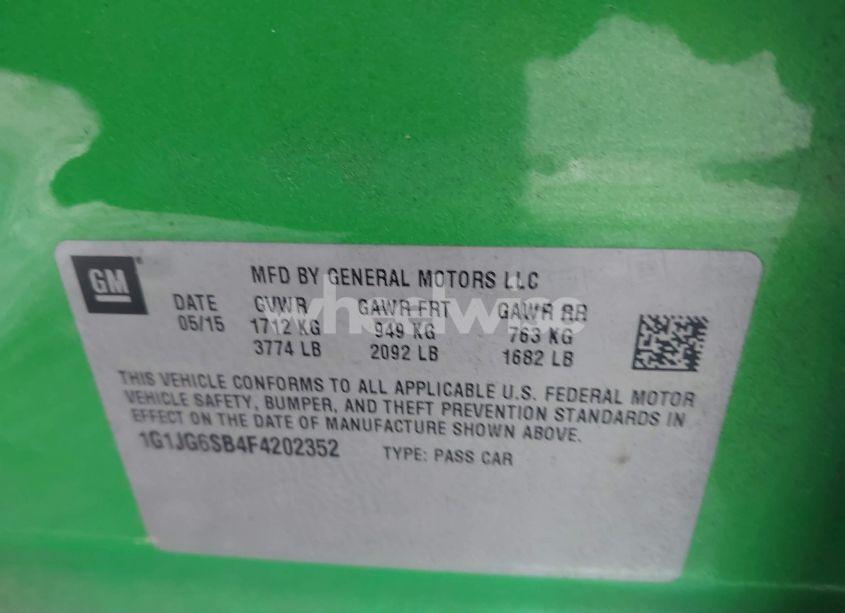 GM
MFD BY GENERAL MOTORS LLC
DATE GVWR GAWR FRT GAWR RR
05/15 1712 KG 949 KG 763 KG
3774 LB 2092 LB 1682 LB
THIS VEHICLE CONFORMS TO ALL APPLICABLE U.S. FEDERAL MOTOR
VEHICLE SAFETY, BUMPER, AND THEFT PREVENTION STANDARDS IN
EFFECT ON THE DATE OF MANUFACTURE SHOWN ABOVE.
1G1JG6SB4F4202352 TYPE: PASS CAR